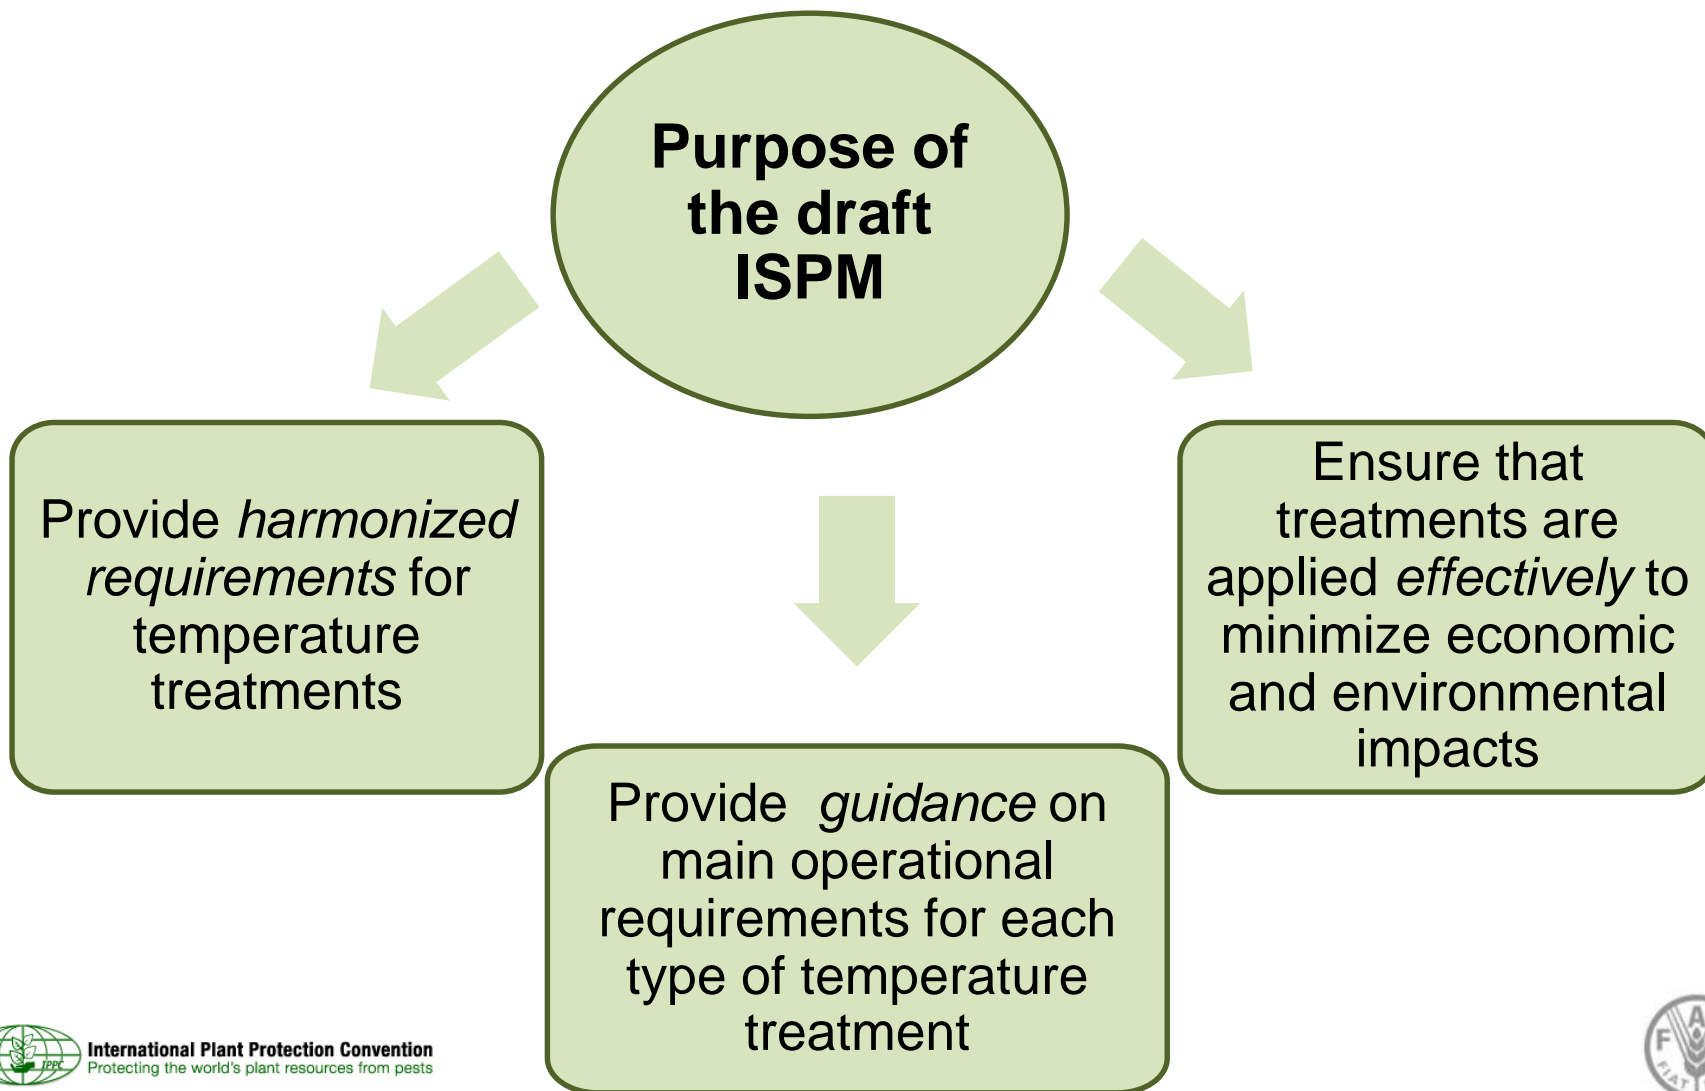 Purpose of
the draft
ISPM
Provide harmonized
requirements for
temperature
treatments
Provide guidance on
main operational
requirements for each
type of temperature
treatment
Ensure that
treatments are
applied effectively to
minimize economic
and environmental
impacts
IPPC
International Plant Protection Convention
Protecting the world's plant resources from pests
F A
FIAT